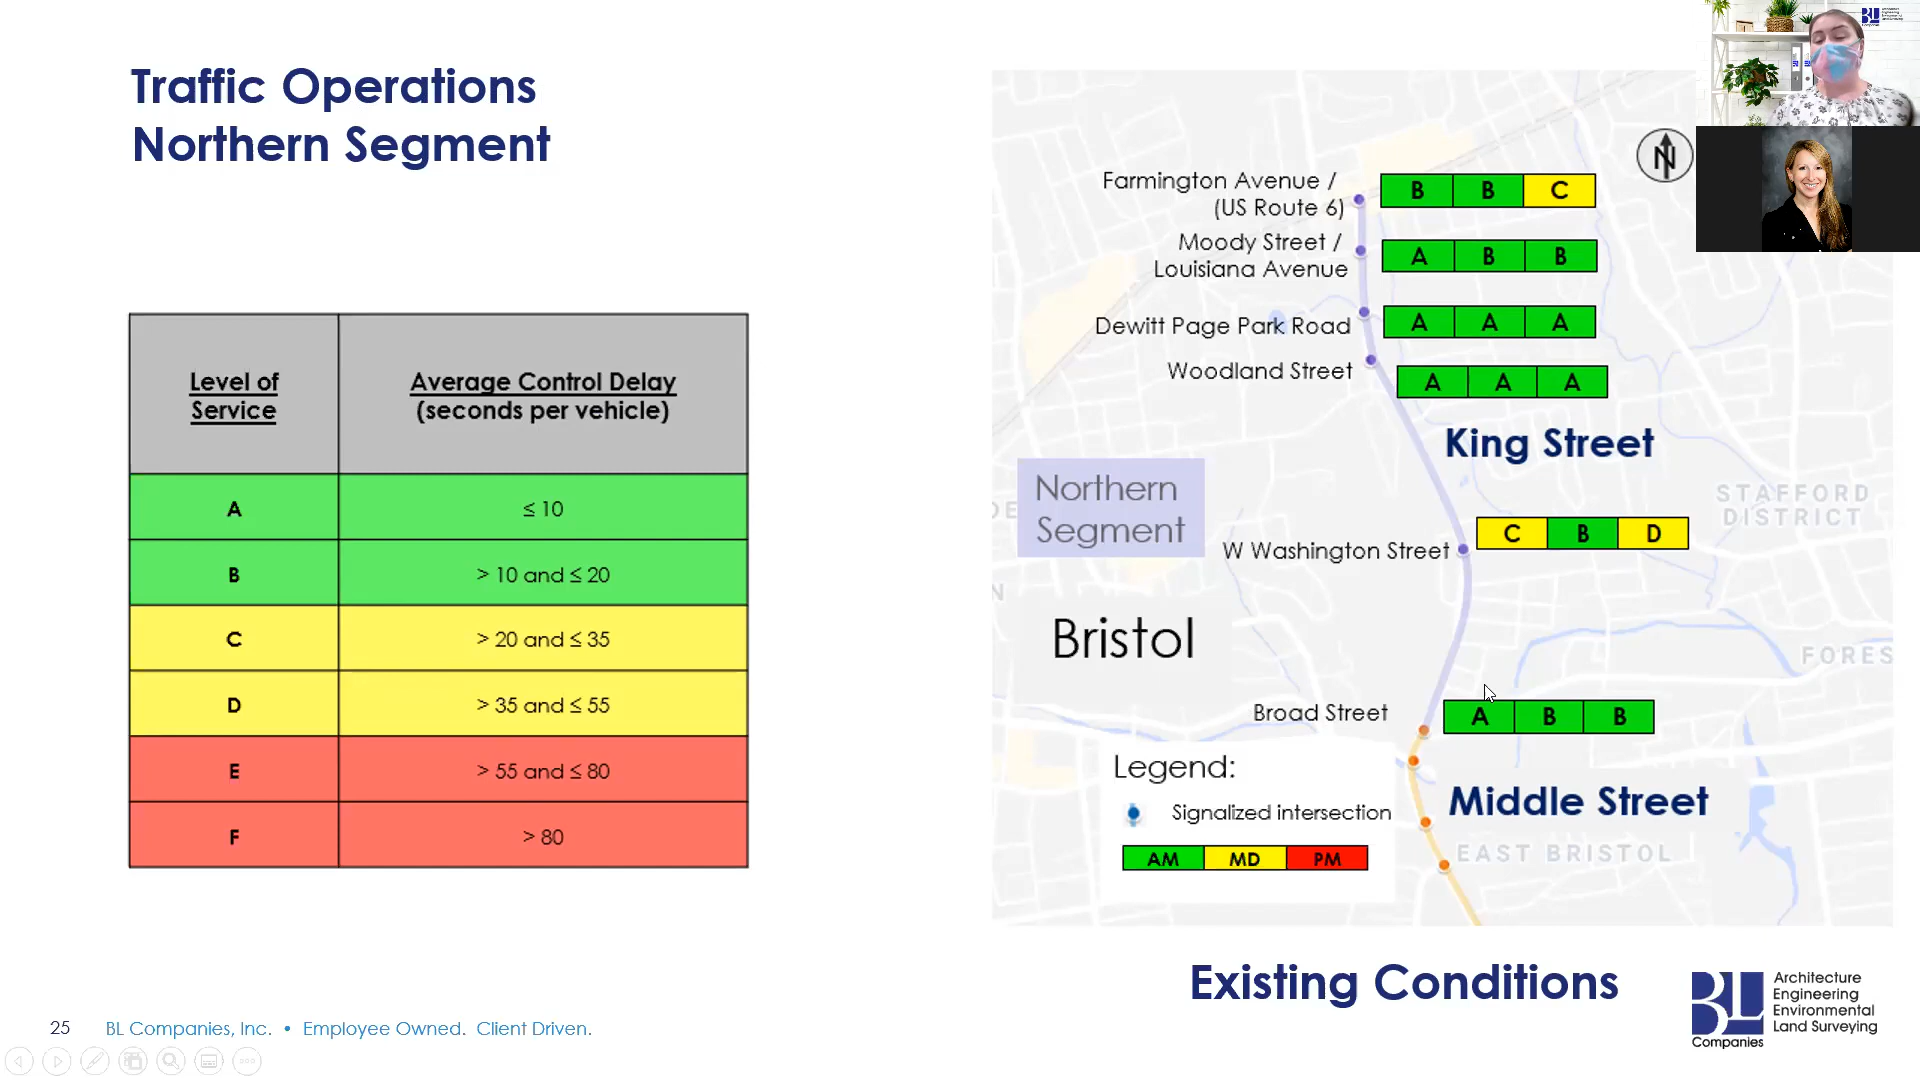 Traffic Operations
Northern Segment
Level of
Service
Average Control Delay
(seconds per vehicle)
A
≤ 10
B
> 10 and ≤ 20
C
> 20 and ≤ 35
D
> 35 and ≤ 55
E
> 55 and ≤ 80
F
> 80
N
Farmington Avenue /
(US Route 6)
B B C
Moody Street /
Louisiana Avenue
A B B
Dewitt Page Park Road
A A A
Woodland Street
A A A
King Street
Northern
Segment
STAFFORD
DISTRICT
W Washington Street
C B D
Bristol
FORES
Broad Street
A B B
Legend:
Signalized intersection
AM MD PM
Middle Street
EAST BRISTOL
Existing Conditions
BL
Companies
Architecture
Engineering
Environmental
Land Surveying
25
BL Companies, Inc. • Employee Owned. Client Driven.